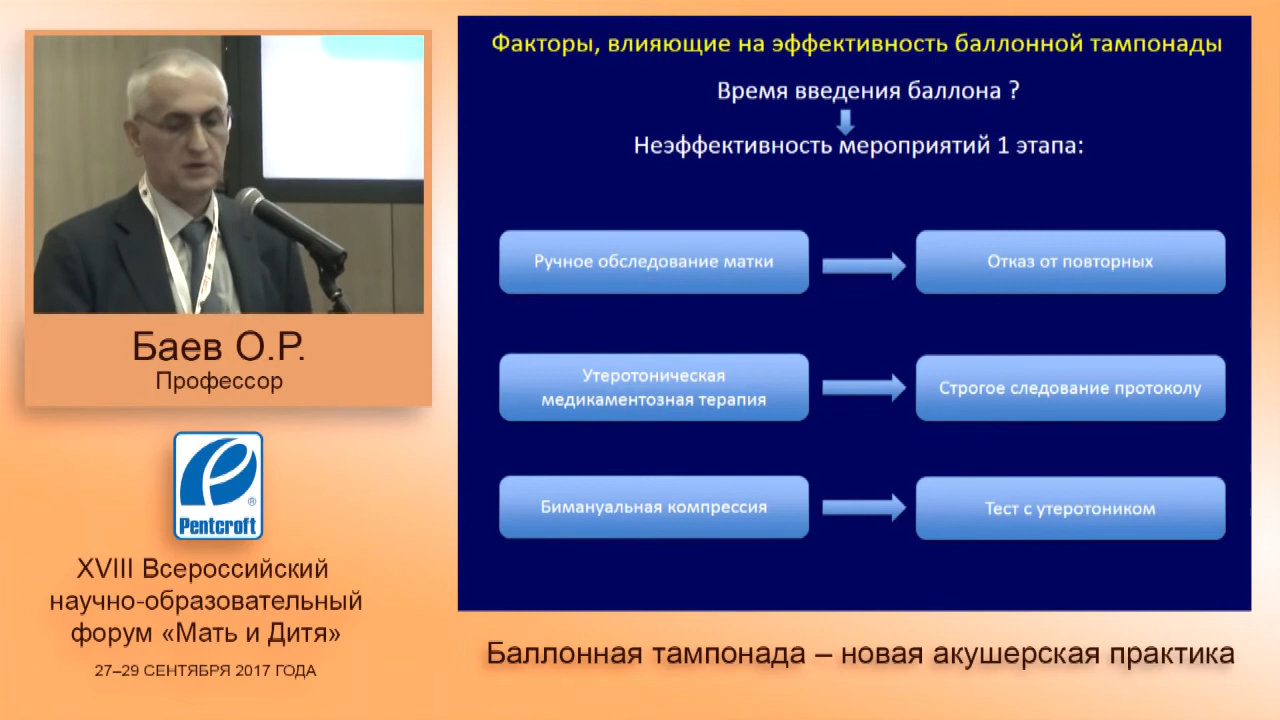 Баев О.Р.
Профессор
Pentcroft
®
XVIII Всероссийский
научно-образовательный
форум «Мать и Дитя»
27–29 СЕНТЯБРЯ 2017 ГОДА
Факторы, влияющие на эффективность баллонной тампонады
Время введения баллона ?
Неэффективность мероприятий 1 этапа:
Ручное обследование матки
Отказ от повторных
Утеротоническая
медикаментозная терапия
Строгое следование протоколу
Бимануальная компрессия
Тест с утеротоником
Баллонная тампонада – новая акушерская практика